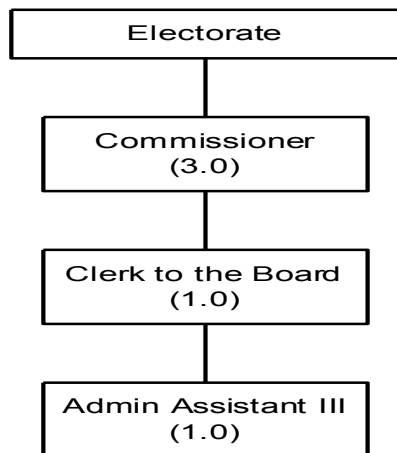 Electorate
Commissioner
(3.0)
Clerk to the Board
(1.0)
Admin Assistant III
(1.0)